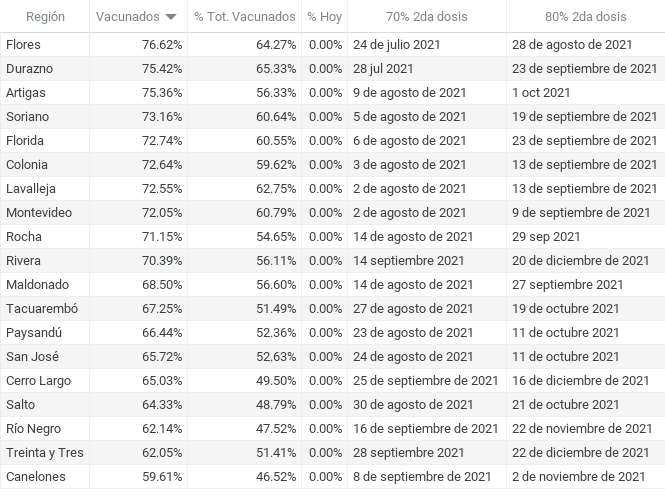 Región Vacunados % Tot. Vacunados % Hoy 70% 2da dosis 80% 2da dosis
Flores 76.62% 64.27% 0.00% 24 de julio 2021 28 de agosto de 2021
Durazno 75.42% 65.33% 0.00% 28 jul 2021 23 de septiembre de 2021
Artigas 75.36% 56.33% 0.00% 9 de agosto de 2021 1 oct 2021
Soriano 73.16% 60.64% 0.00% 5 de agosto de 2021 19 de septiembre de 2021
Florida 72.74% 60.55% 0.00% 6 de agosto de 2021 23 de septiembre de 2021
Colonia 72.64% 59.62% 0.00% 3 de agosto de 2021 13 de septiembre de 2021
Lavalleja 72.55% 62.75% 0.00% 2 de agosto de 2021 13 de septiembre de 2021
Montevideo 72.05% 60.79% 0.00% 2 de agosto de 2021 9 de septiembre de 2021
Rocha 71.15% 54.65% 0.00% 14 de agosto de 2021 29 sep 2021
Rivera 70.39% 56.11% 0.00% 14 septiembre 2021 20 de diciembre de 2021
Maldonado 68.50% 56.60% 0.00% 14 de agosto de 2021 27 septiembre 2021
Tacuarembó 67.25% 51.49% 0.00% 27 de agosto de 2021 19 de octubre 2021
Paysandú 66.44% 52.36% 0.00% 23 de agosto de 2021 11 de octubre 2021
San José 65.72% 52.63% 0.00% 24 de agosto de 2021 11 de octubre 2021
Cerro Largo 65.03% 49.50% 0.00% 25 de septiembre de 2021 16 de diciembre de 2021
Salto 64.33% 48.79% 0.00% 30 de agosto de 2021 21 de octubre 2021
Río Negro 62.14% 47.52% 0.00% 16 de septiembre de 2021 22 de noviembre de 2021
Treinta y Tres 62.05% 51.41% 0.00% 28 septiembre 2021 22 de diciembre de 2021
Canelones 59.61% 46.52% 0.00% 8 de septiembre de 2021 2 de noviembre de 2021